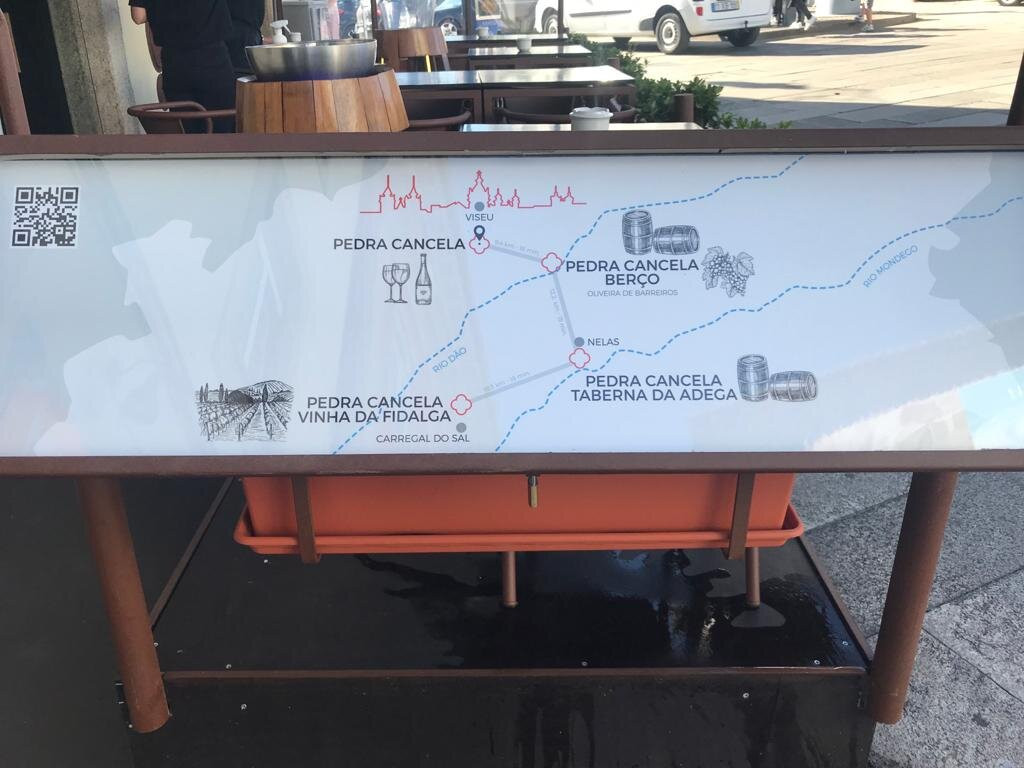 VISEU
PEDRA CANCELA
PEDRA CANCELA
BERÇO
OLIVEIRA DE BARREIROS
RIO MONDEGO
NELAS
RIO DÃO
PEDRA CANCELA
TABERNA DA ADEGA
PEDRA CANCELA
VINHA DA FIDALGA
CARREGAL DO SAL